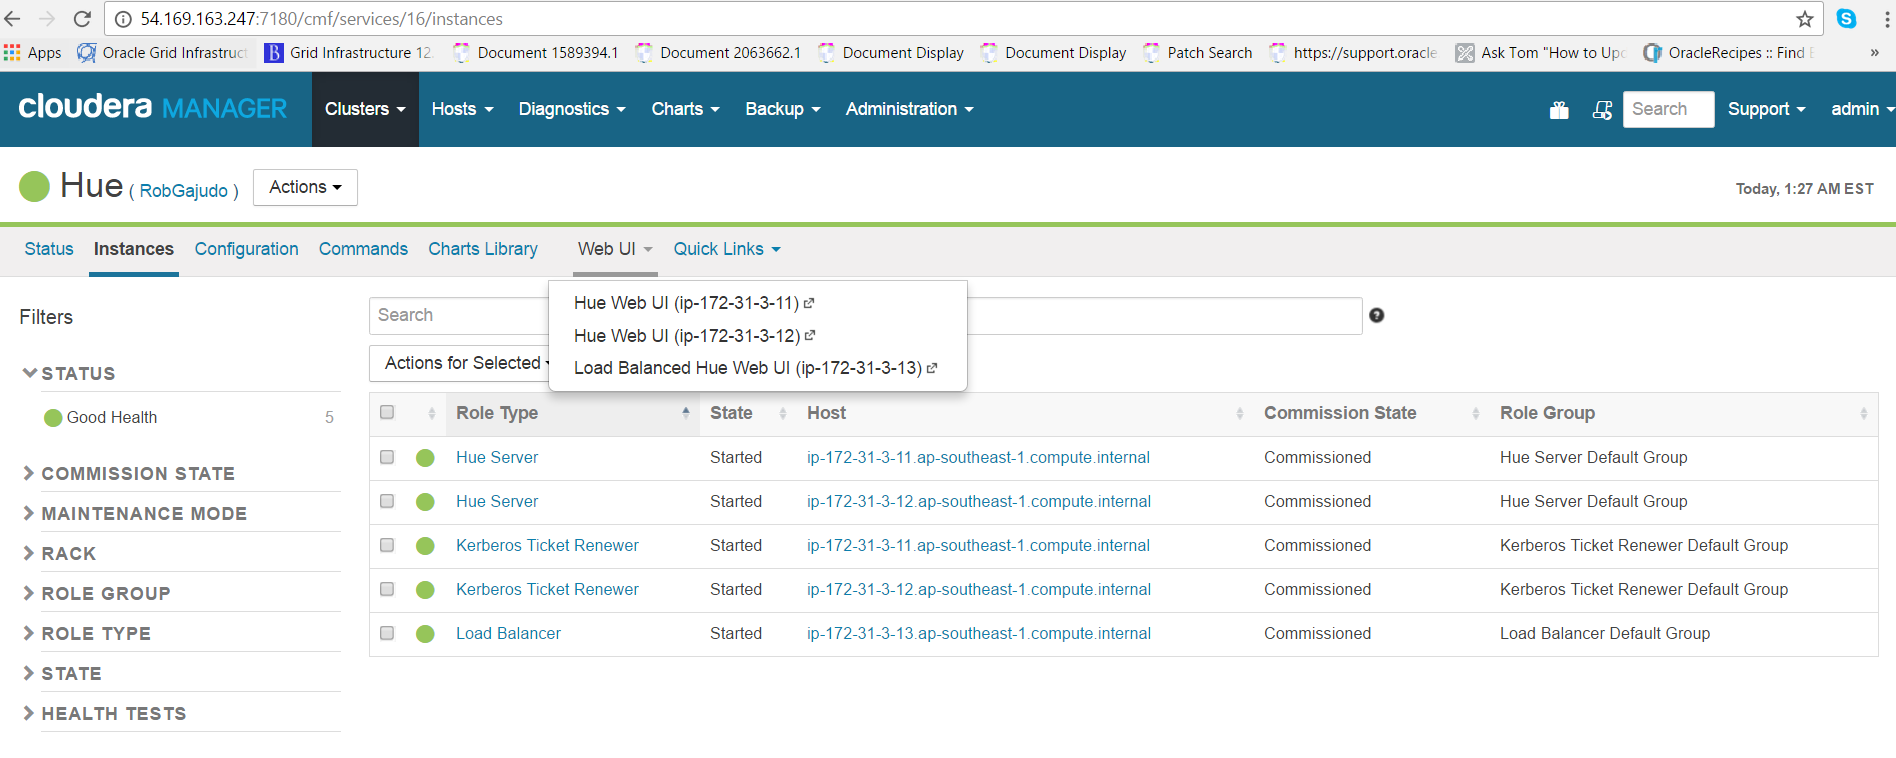 54.169.163.247:7180/cmf/services/16/instances
Apps Oracle Grid Infrastruct Grid Infrastructure 12. Document 1589394.1 Document 2063662.1 Document Display Document Display Patch Search https://support.oracle Ask Tom "How to Upc OracleRecipes :: Find E »
cloudera MANAGER Clusters Hosts Diagnostics Charts Backup Administration Search Support admin
Hue ( RobGajudo ) Actions Today, 1:27 AM EST
Status Instances Configuration Commands Charts Library Web UI Quick Links
Hue Web UI (ip-172-31-3-11)
Hue Web UI (ip-172-31-3-12)
Load Balanced Hue Web UI (ip-172-31-3-13)
Filters
STATUS
Good Health 5
COMMISSION STATE
MAINTENANCE MODE
RACK
ROLE GROUP
ROLE TYPE
STATE
HEALTH TESTS
Search ?
Actions for Selected
Role Type State Host Commission State Role Group
Hue Server Started ip-172-31-3-11.ap-southeast-1.compute.internal Commissioned Hue Server Default Group
Hue Server Started ip-172-31-3-12.ap-southeast-1.compute.internal Commissioned Hue Server Default Group
Kerberos Ticket Renewer Started ip-172-31-3-11.ap-southeast-1.compute.internal Commissioned Kerberos Ticket Renewer Default Group
Kerberos Ticket Renewer Started ip-172-31-3-12.ap-southeast-1.compute.internal Commissioned Kerberos Ticket Renewer Default Group
Load Balancer Started ip-172-31-3-13.ap-southeast-1.compute.internal Commissioned Load Balancer Default Group